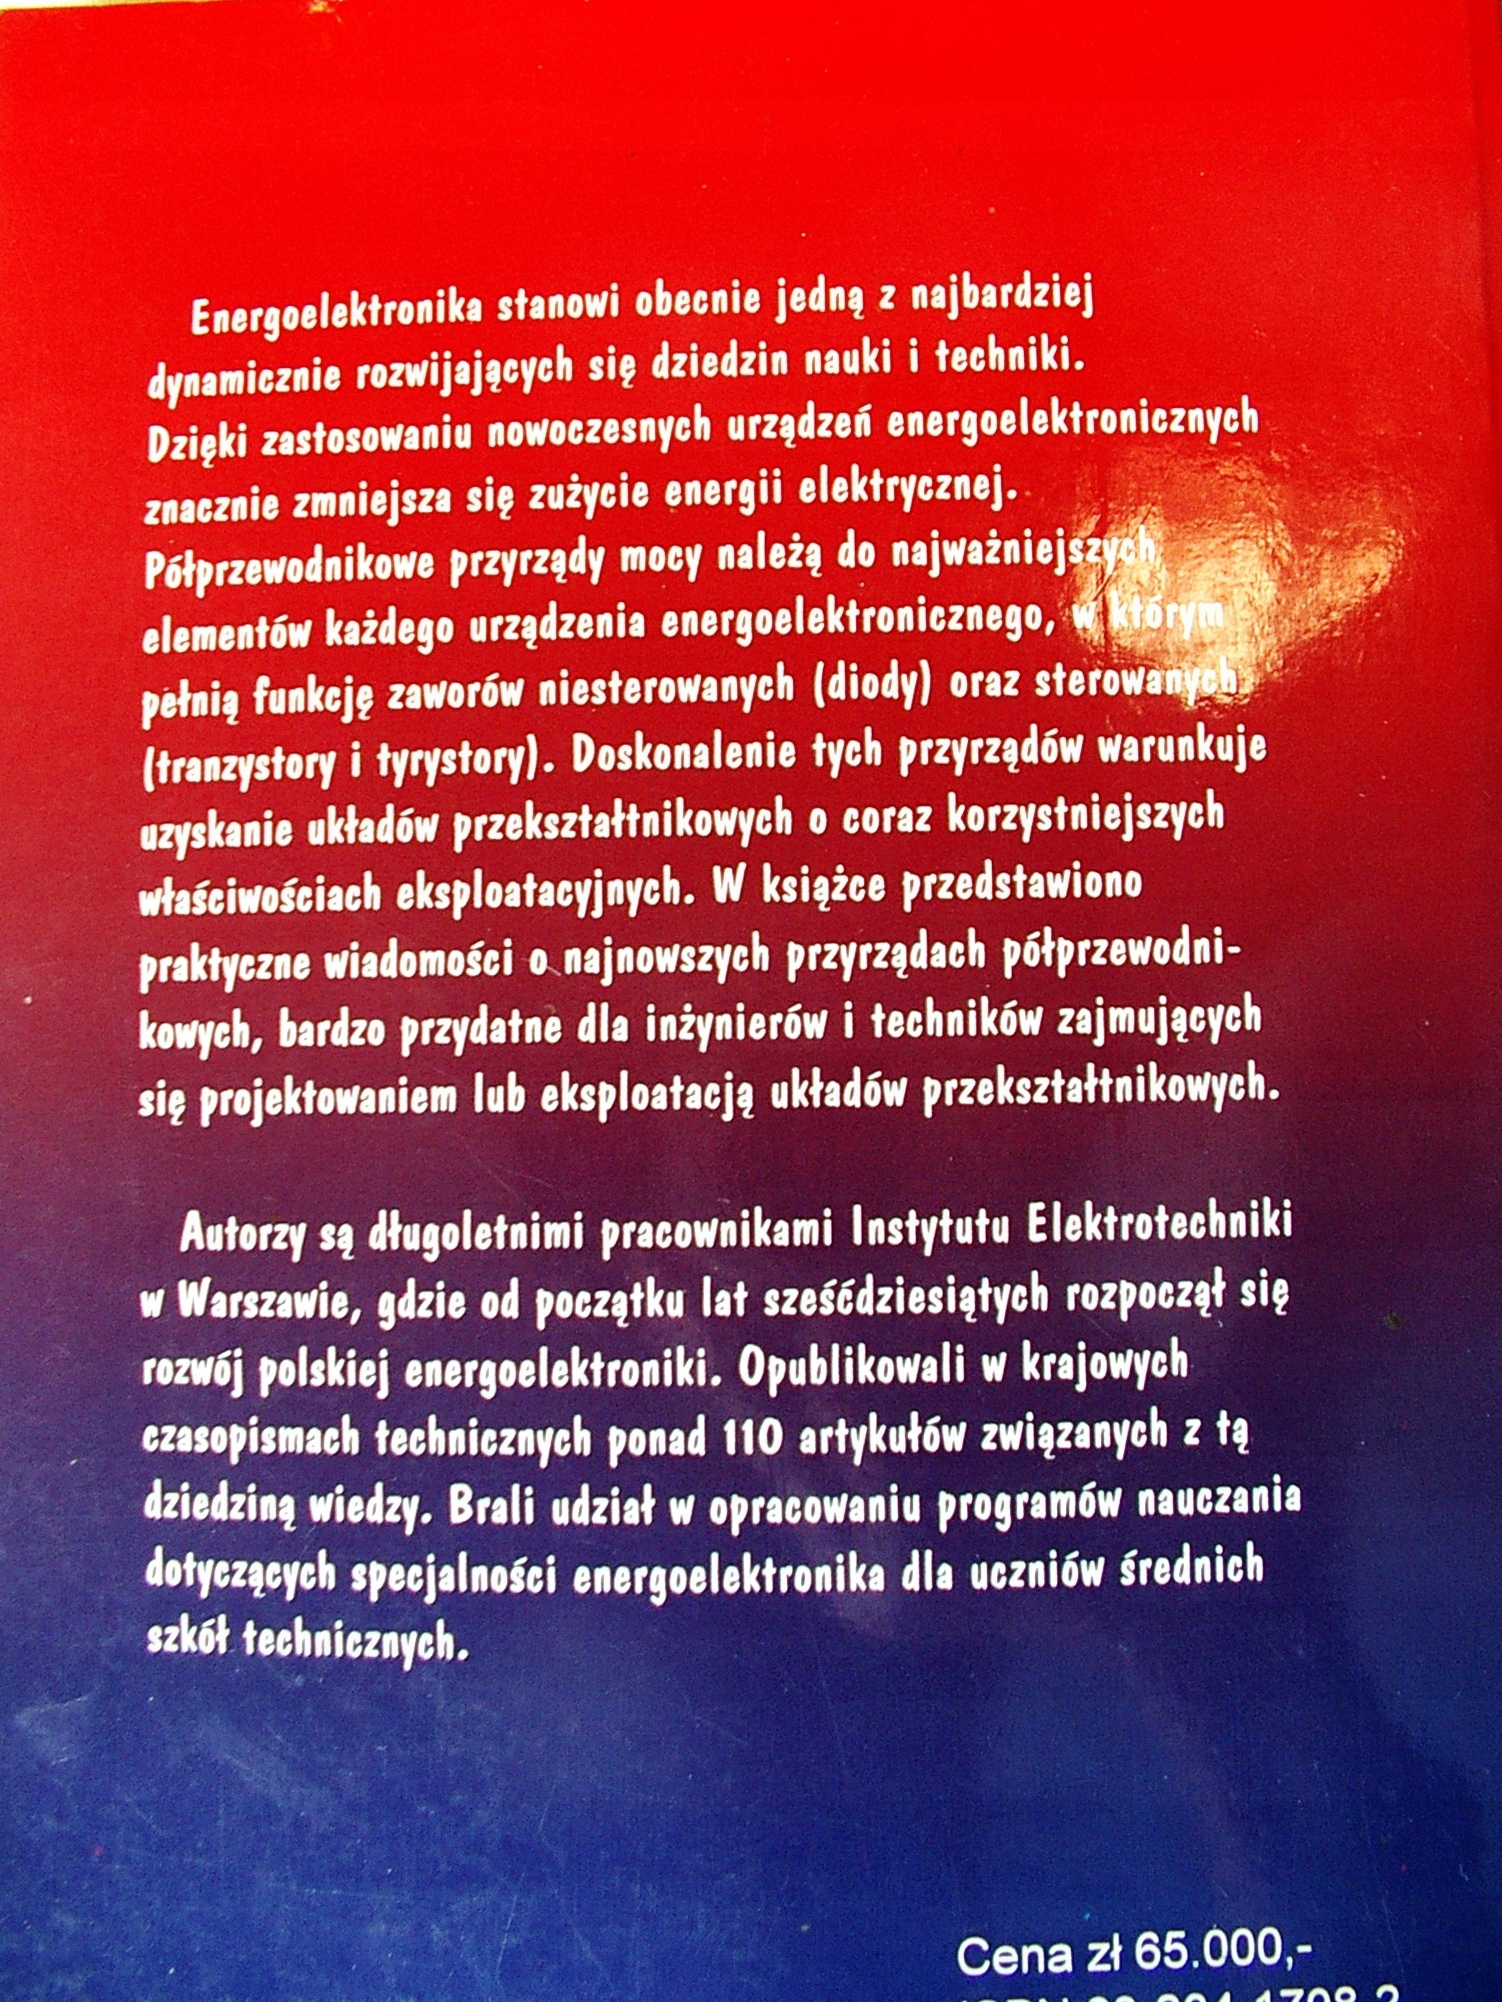 Energoelektronika stanowi obecnie jedną z najbardziej
dynamicznie rozwijających się dziedzin nauki i techniki.
Dzięki zastosowaniu nowoczesnych urządzeń energoelektronicznych
znacznie zmniejsza się zużycie energii elektrycznej.
Półprzewodnikowe przyrządy mocy należą do najważniejszych
elementów każdego urządzenia energoelektronicznego, w którym
pełnią funkcję zaworów niesterowanych (diody) oraz sterowanych
(tranzystory i tyrystory). Doskonalenie tych przyrządów warunkuje
uzyskanie układów przekształtnikowych o coraz korzystniejszych
właściwościach eksploatacyjnych. W książce przedstawiono
praktyczne wiadomości o najnowszych przyrządach półprzewodni-
kowych, bardzo przydatne dla inżynierów i techników zajmujących
się projektowaniem lub eksploatacją układów przekształtnikowych.
Autorzy są długoletnimi pracownikami Instytutu Elektrotechniki
w Warszawie, gdzie od początku lat sześćdziesiątych rozpoczął się
rozwój polskiej energoelektroniki. Opublikowali w krajowych
czasopismach technicznych ponad 110 artykułów związanych z tą
dziedziną wiedzy. Brali udział w opracowaniu programów nauczania
dotyczących specjalności energoelektronika dla uczniów średnich
szkół technicznych.
Cena zł 65.000,-